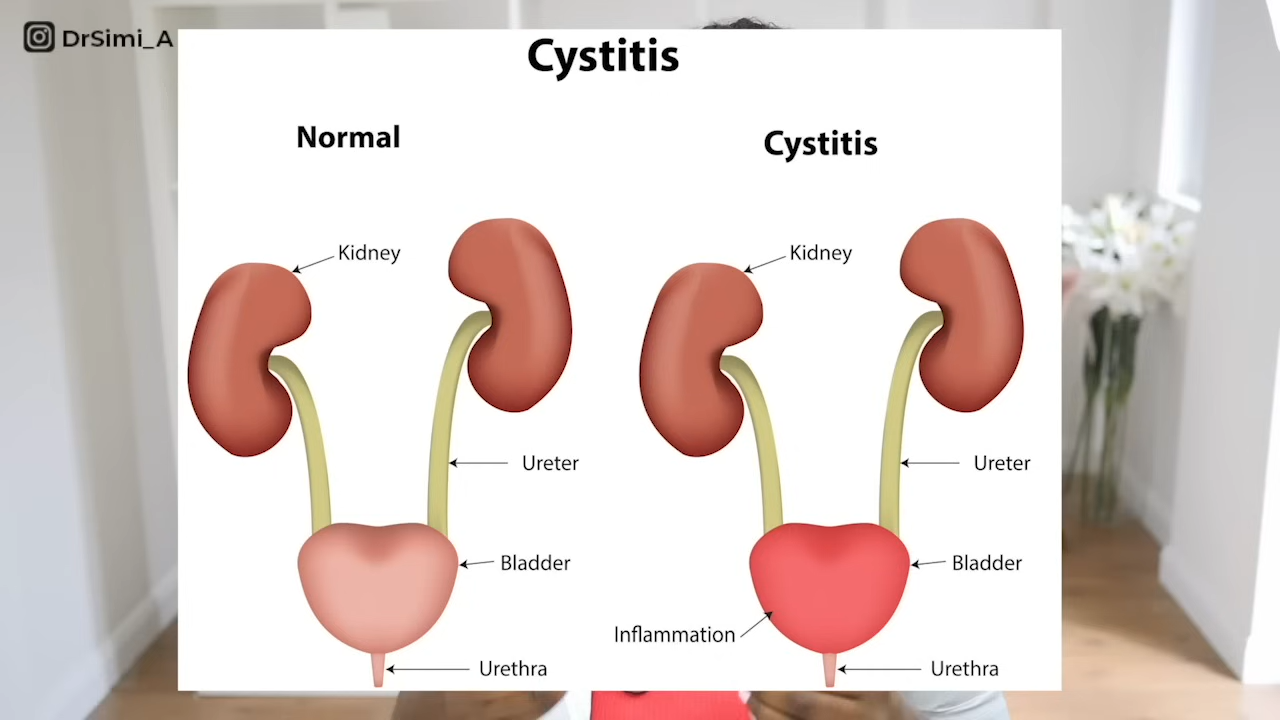 DrSimi_A
Cystitis
Normal
Cystitis
Kidney
Kidney
Ureter
Ureter
Bladder
Bladder
Inflammation
Urethra
Urethra